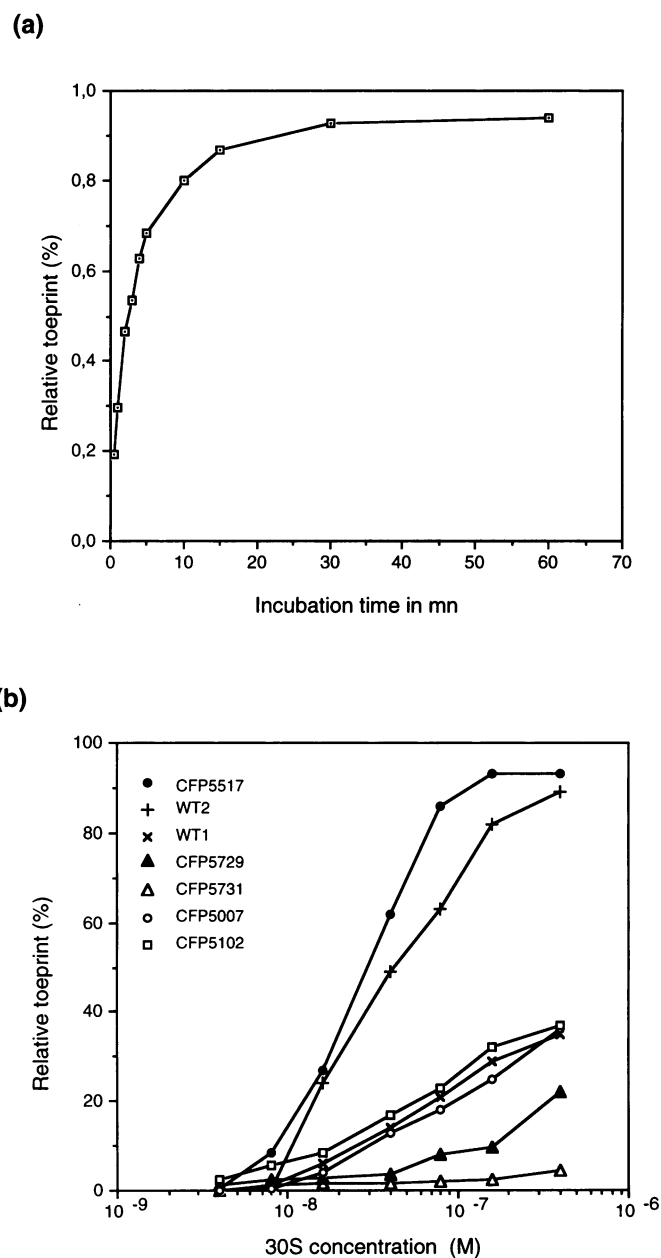 (a)
1,0
0,8
0,6
0,4
0,2
0,0
Relative toeprint (%)
0 10 20 30 40 50 60 70
Incubation time in mn
(b)
100
80
60
40
20
0
Relative toeprint (%)
CFP5517
WT2
WT1
CFP5729
CFP5731
CFP5007
CFP5102
10 -9 10 -8 10 -7 10 -6
30S concentration (M)